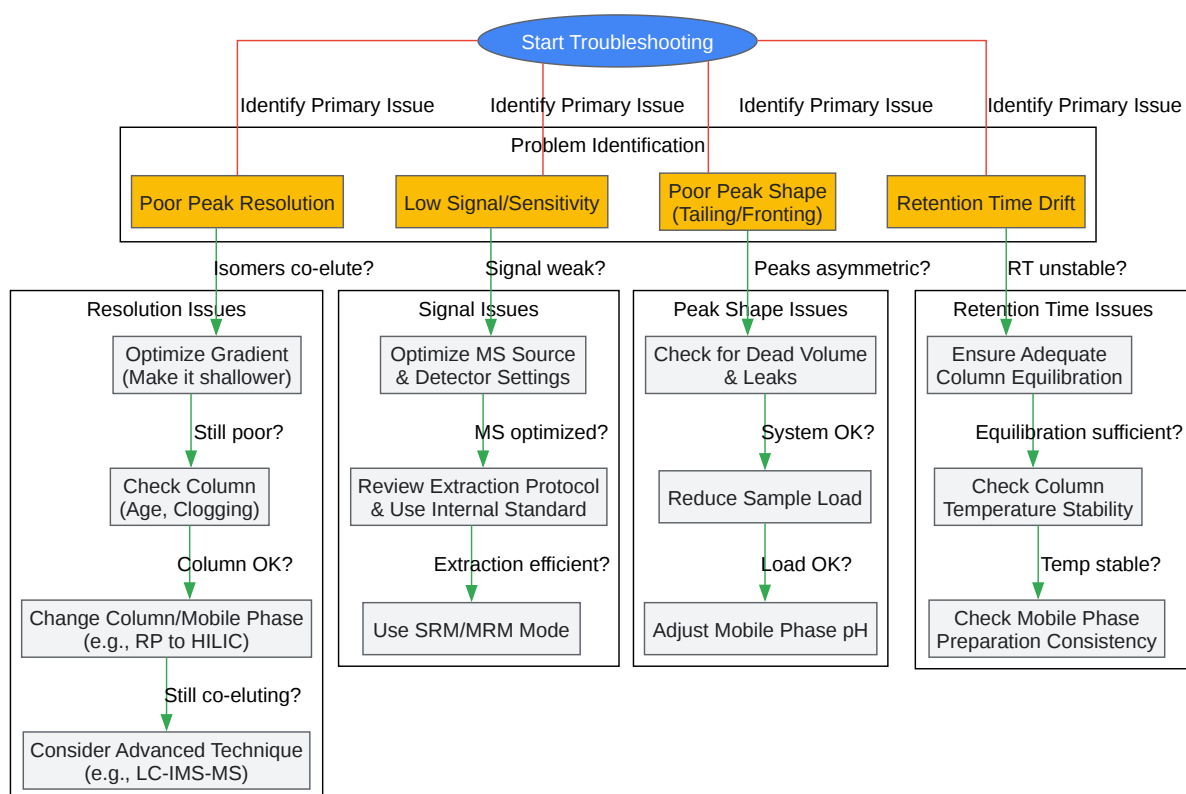 Start Troubleshooting
Identify Primary Issue
Identify Primary Issue
Identify Primary Issue
Identify Primary Issue
Problem Identification
Poor Peak Resolution
Low Signal/Sensitivity
Poor Peak Shape
(Tailing/Fronting)
Retention Time Drift
Isomers co-elute?
Signal weak?
Peaks asymmetric?
RT unstable?
Resolution Issues
Optimize Gradient
(Make it shallower)
Still poor?
Check Column
(Age, Clogging)
Column OK?
Change Column/Mobile Phase
(e.g., RP to HILIC)
Still co-eluting?
Consider Advanced Technique
(e.g., LC-IMS-MS)
Signal Issues
Optimize MS Source
& Detector Settings
MS optimized?
Review Extraction Protocol
& Use Internal Standard
Extraction efficient?
Use SRM/MRM Mode
Peak Shape Issues
Check for Dead Volume
& Leaks
System OK?
Reduce Sample Load
Load OK?
Adjust Mobile Phase pH
Retention Time Issues
Ensure Adequate
Column Equilibration
Equilibration sufficient?
Check Column
Temperature Stability
Temp stable?
Check Mobile Phase
Preparation Consistency